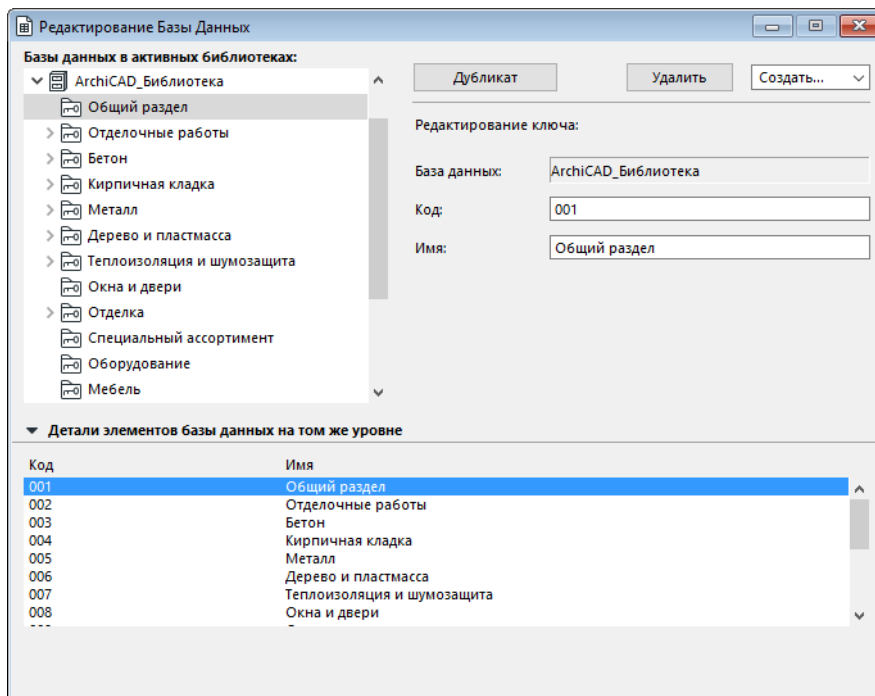 Редактирование Базы Данных
Базы данных в активных библиотеках:
ArchiCAD_Библиотека
Общий раздел
Отделочные работы
Бетон
Кирпичная кладка
Металл
Дерево и пластмасса
Теплоизоляция и шумозащита
Окна и двери
Отделка
Специальный ассортимент
Оборудование
Мебель
Дубликат Удалить Создать...
Редактирование ключа:
База данных: ArchiCAD_Библиотека
Код: 001
Имя: Общий раздел
Детали элементов базы данных на том же уровне
Код Имя
001 Общий раздел
002 Отделочные работы
003 Бетон
004 Кирпичная кладка
005 Металл
006 Дерево и пластмасса
007 Теплоизоляция и шумозащита
008 Окна и двери